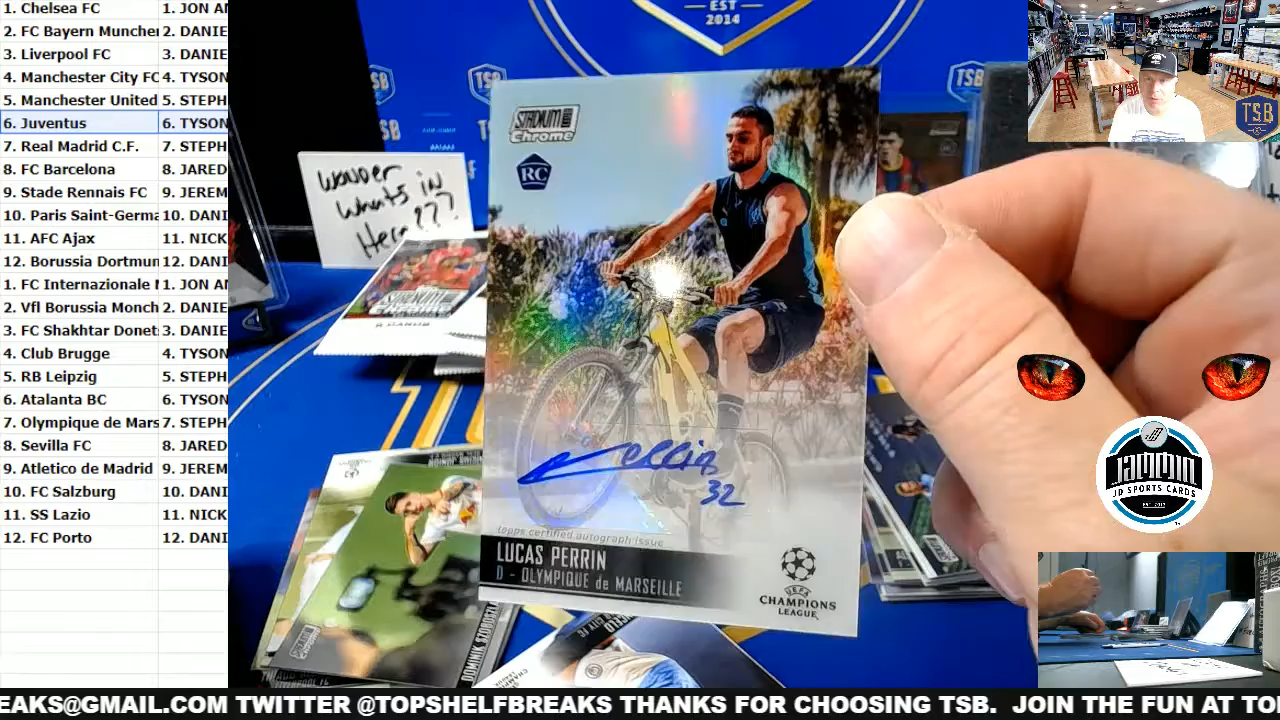 1. Chelsea FC
1. JON A
2. FC Bayern Munchen
2. DANIE
3. Liverpool FC
3. DANIE
4. Manchester City FC
4. TYSON
5. Manchester United
5. STEPH
6. Juventus
6. TYSON
7. Real Madrid C.F.
7. STEPH
8. FC Barcelona
8. JARED
9. Stade Rennais FC
9. JEREM
10. Paris Saint-Germa
10. DANI
11. AFC Ajax
11. NICK
12. Borussia Dortmun
12. DANI
1. FC Internazionale
1. JON A
2. Vfl Borussia Monch
2. DANIE
3. FC Shakhtar Donet
3. DANIE
4. Club Brugge
4. TYSON
5. RB Leipzig
5. STEPH
6. Atalanta BC
6. TYSON
7. Olympique de Mars
7. STEPH
8. Sevilla FC
8. JARED
9. Atletico de Madrid
9. JEREM
10. FC Salzburg
10. DANI
11. SS Lazio
11. NICK
12. FC Porto
12. DANI
EST
2014
TSB
TSB
Wonder
Whats in
Here???
STADIUM CLUB
Chrome
RC
Perrin
32
topps certified autograph issue
LUCAS PERRIN
D - OLYMPIQUE de MARSEILLE
UEFA
CHAMPIONS
LEAGUE
DOMINIK SZOBOSZLAI
TSB
JAMMIN
JD SPORTS CARDS
EAKS@GMAIL.COM TWITTER @TOPSHELFBREAKS THANKS FOR CHOOSING TSB. JOIN THE FUN AT TO